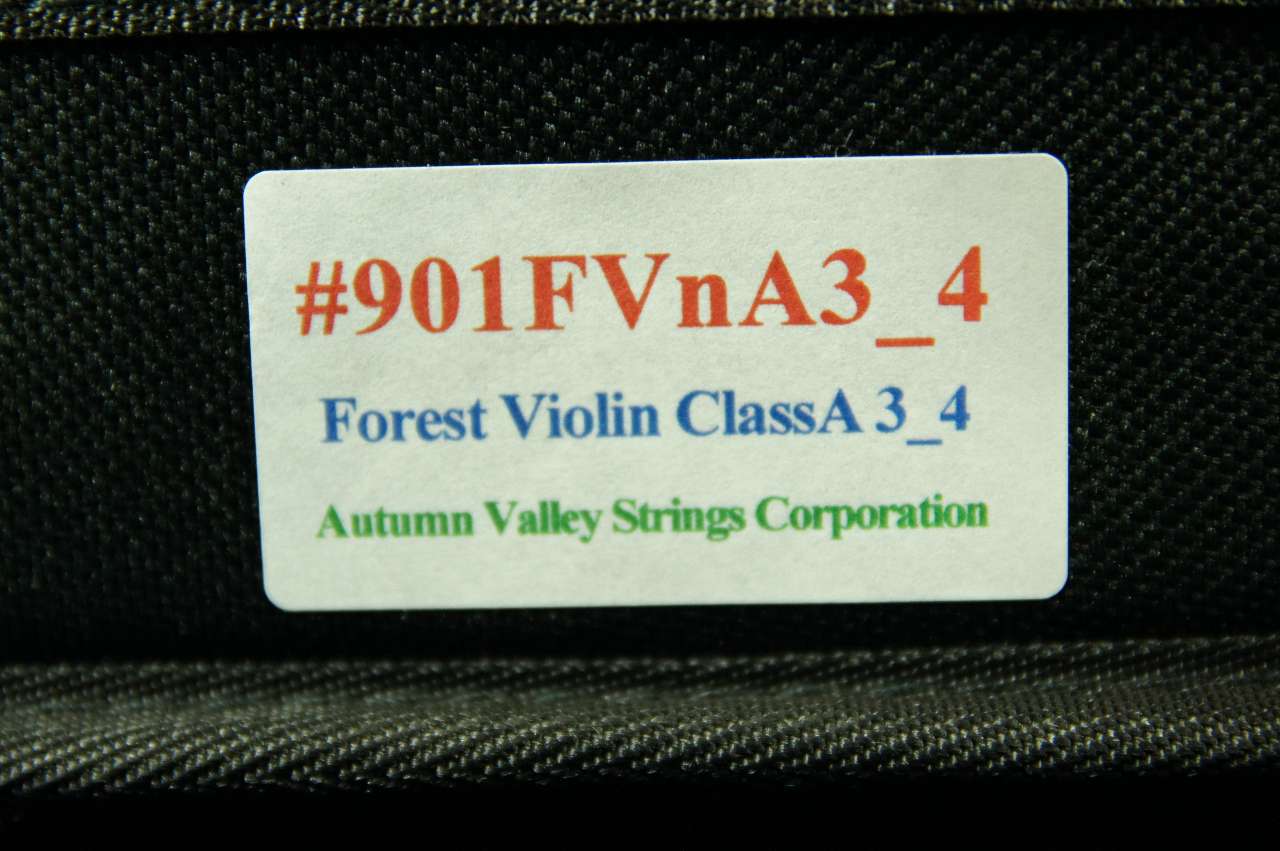 #901FVnA3_4
Forest Violin ClassA 3_4
Autumn Valley Strings Corporation